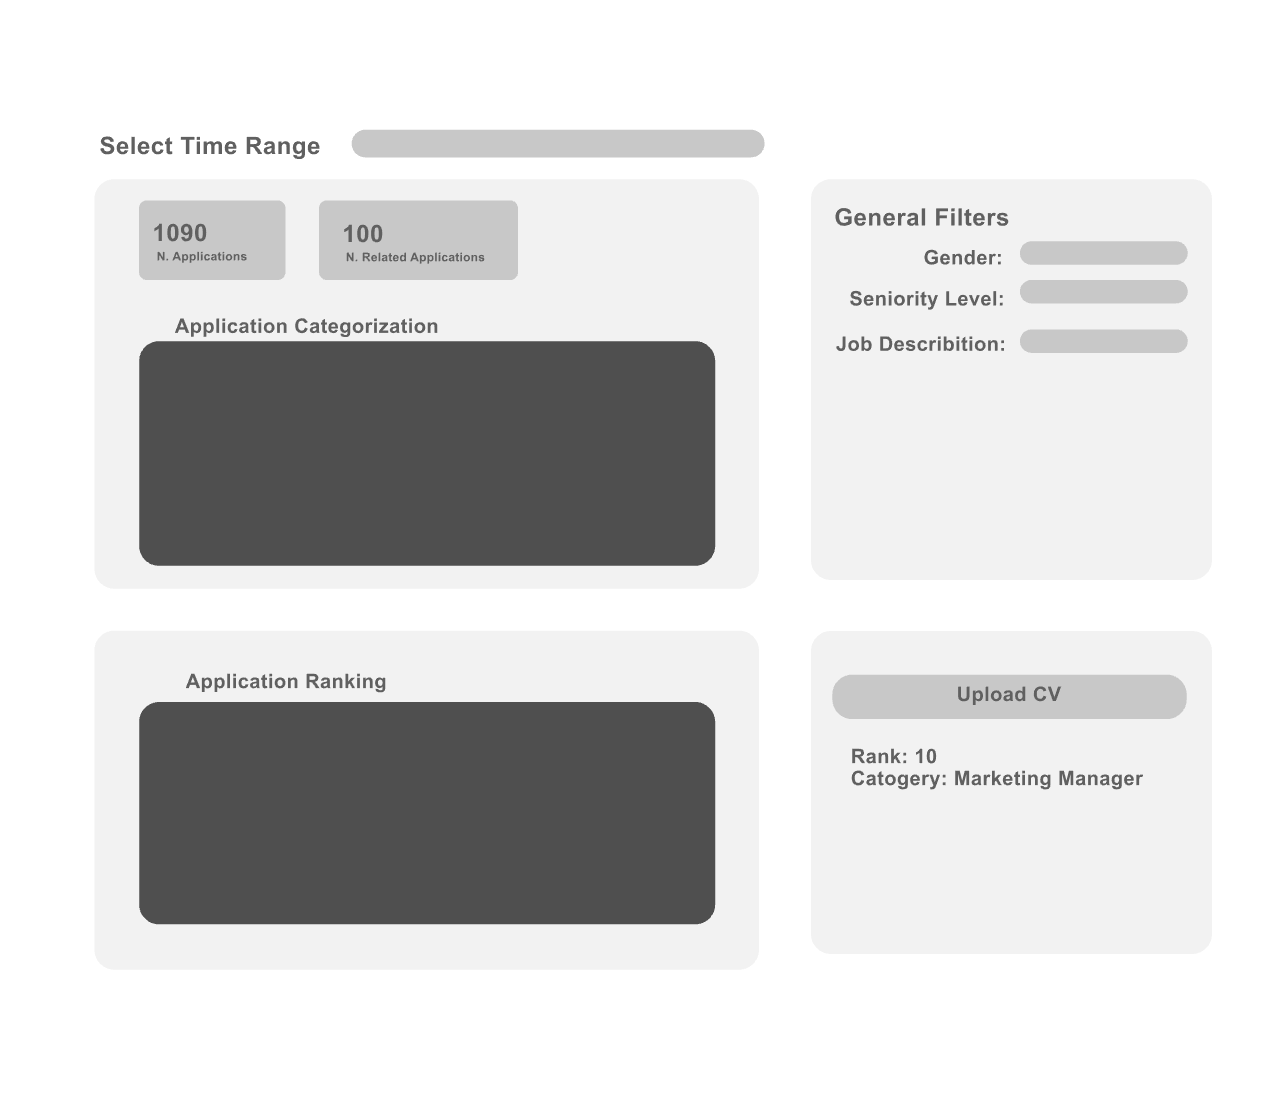 Select Time Range
1090
N. Applications
100
N. Related Applications
Application Categorization
General Filters
Gender:
Seniority Level:
Job Describition:
Application Ranking
Upload CV
Rank: 10
Catogery: Marketing Manager